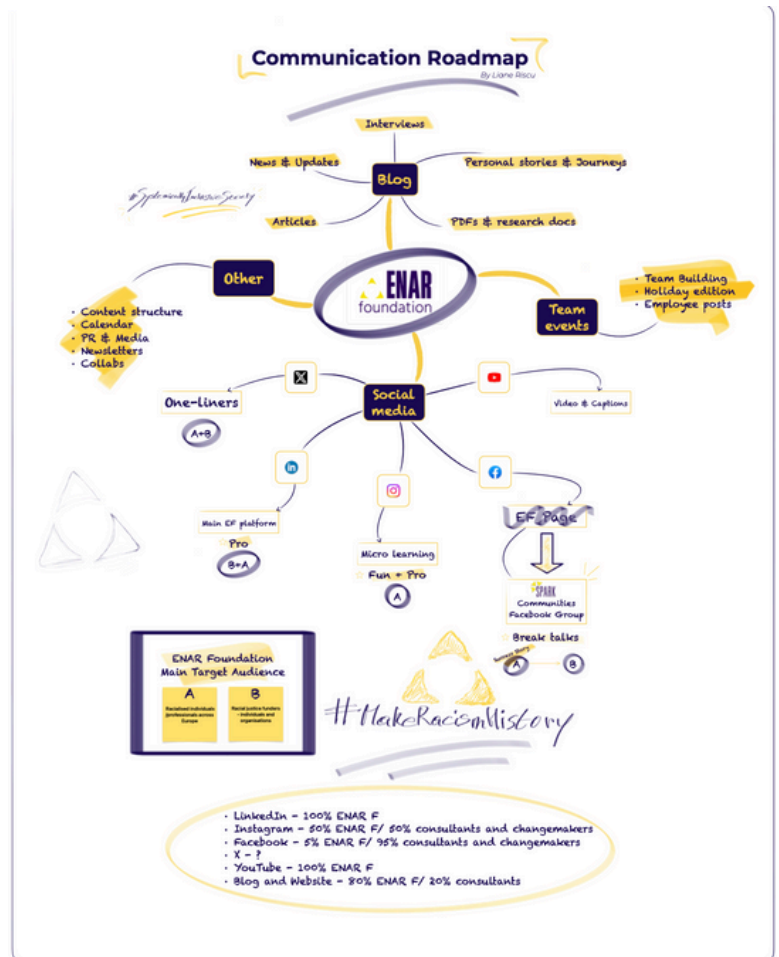 Communication Roadmap
By Liane Riscu
Interviews
News & Updates
Personal stories & Journeys
Blog
Articles
PDFs & research docs
Other
ENAR
foundation
Team
events
• Team Building
• Holiday edition
• Employee posts
• Content structure
• Calendar
• PR & Media
• Newsletters
• Collabs
Social
media
One-liners
A+B
Video & Captions
Main EF platform
Pro
B+A
Micro learning
Fun + Pro
A
EF Page
SPARK
Communities
Facebook Group
Break talks
Success story
A
B
ENAR Foundation
Main Target Audience
A
Racialised individuals
/professionals across
Europe
B
Racial justice funders
- individuals and
organisations
#MakeRacismHistory
• LinkedIn - 100% ENAR F
• Instagram - 50% ENAR F/ 50% consultants and changemakers
• Facebook - 5% ENAR F/ 95% consultants and changemakers
• X - ?
• YouTube - 100% ENAR F
• Blog and Website - 80% ENAR F/ 20% consultants